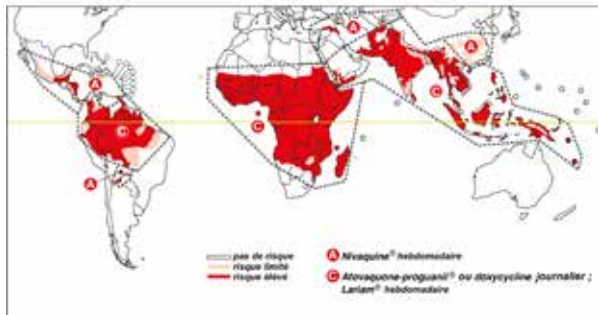 A
A
A
C
C
C
A
pas de risque
risque limité
risque élevé
A Nivaquine® hebdomadaire
C Atovaquone-proguanil® ou doxycycline journalier ;
Lariam® hebdomadaire